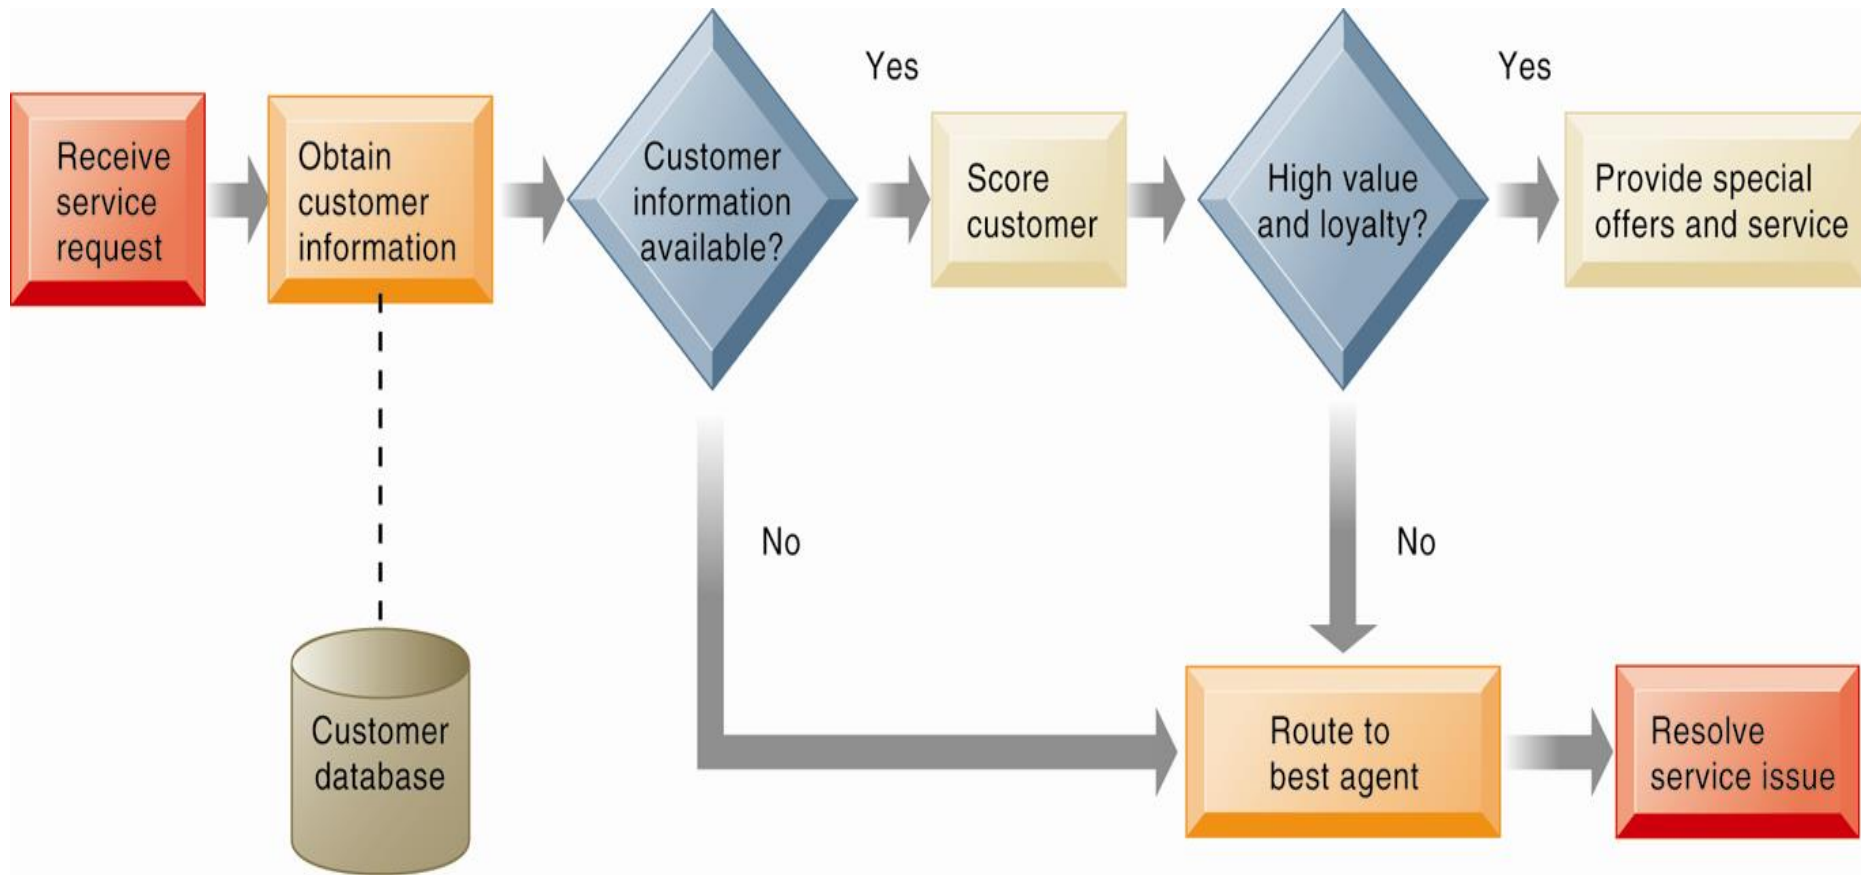 Receive
service
request
Obtain
customer
information
Customer
information
available?
Yes
Score
customer
High value
and loyalty?
Yes
Provide special
offers and service
No
No
Customer
database
Route to
best agent
Resolve
service issue